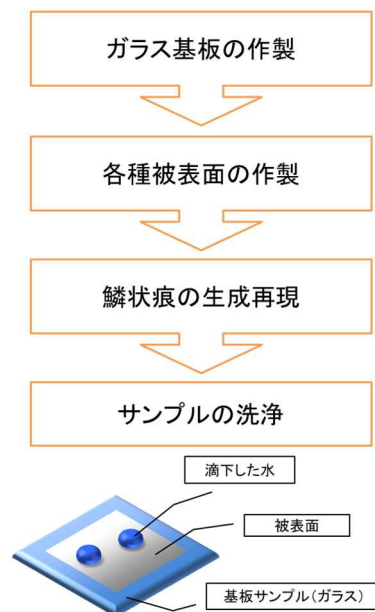 ガラス基板の作製
各種被表面の作製
鱗状痕の生成再現
サンプルの洗浄
滴下した水
被表面
基板サンプル(ガラス)